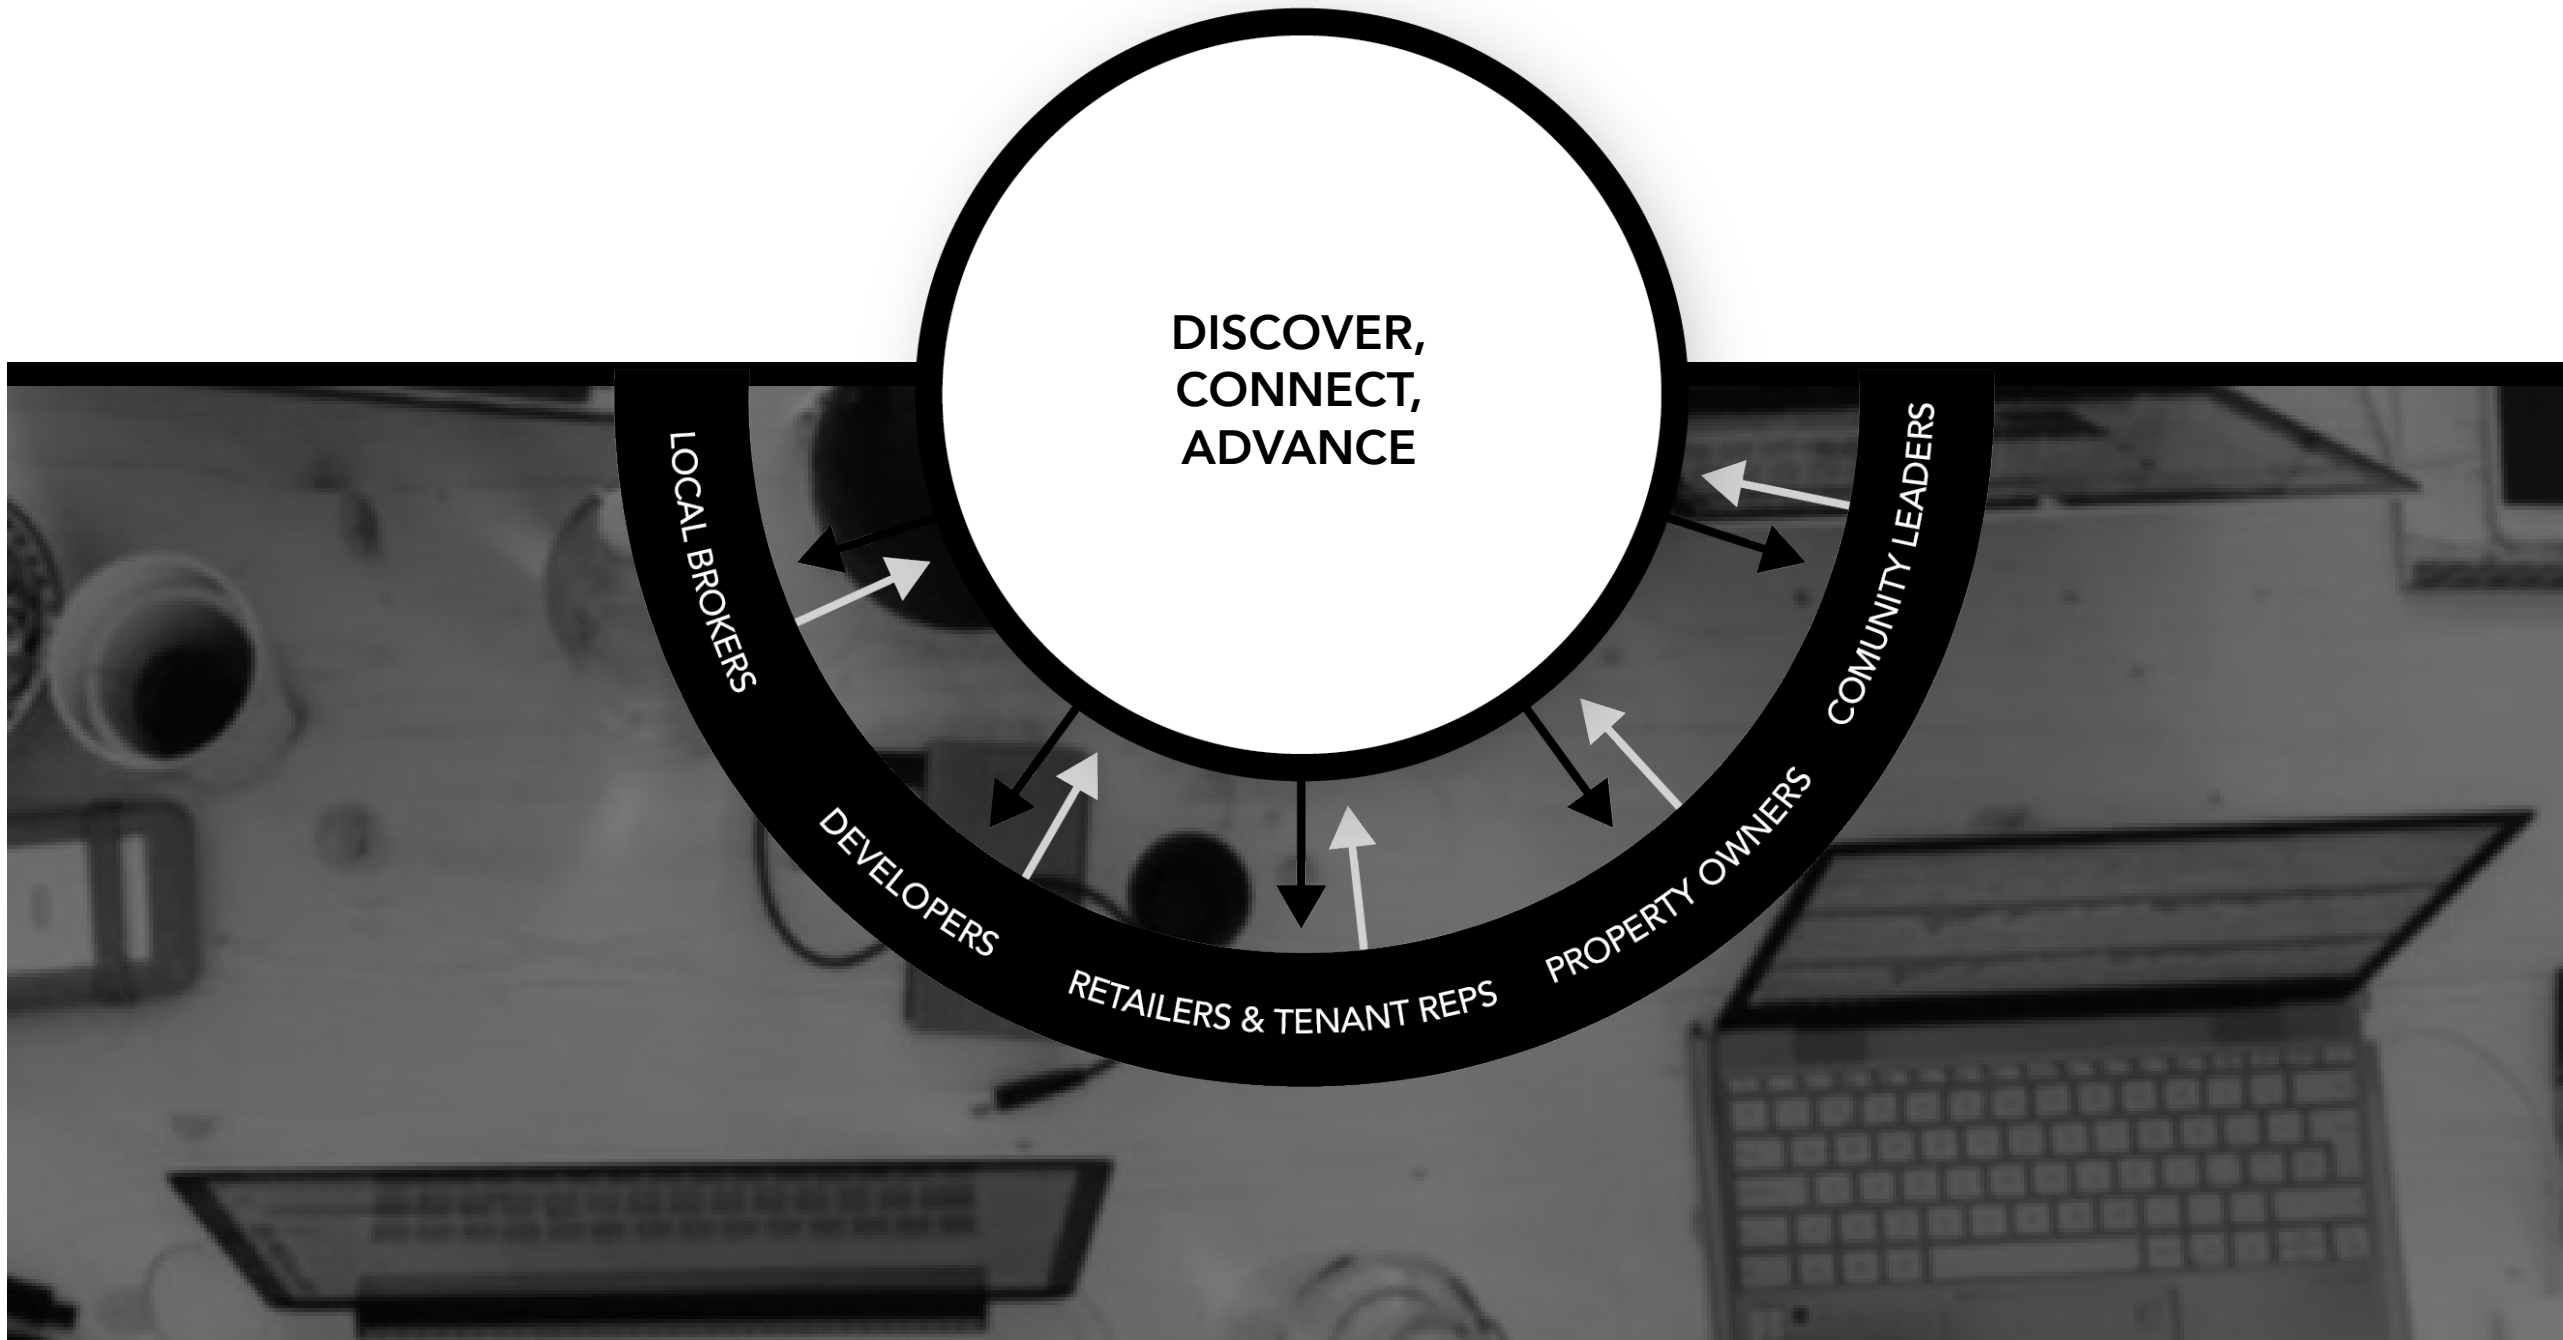 DISCOVER,
CONNECT,
ADVANCE
LOCAL BROKERS
DEVELOPERS
RETAILERS & TENANT REPS
PROPERTY OWNERS
COMUNITY LEADERS